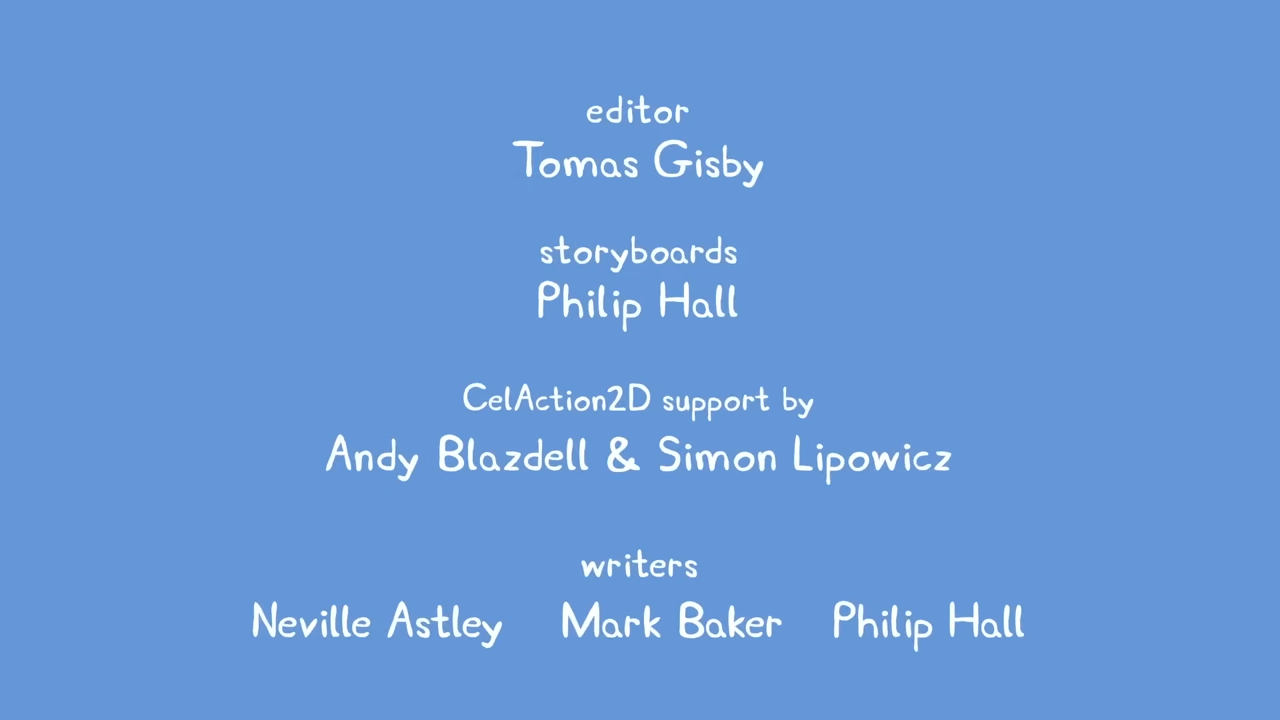 editor
Tomas Gisby
storyboards
Philip Hall
CelAction2D support by
Andy Blazdell & Simon Lipowicz
writers
Neville Astley Mark Baker Philip Hall